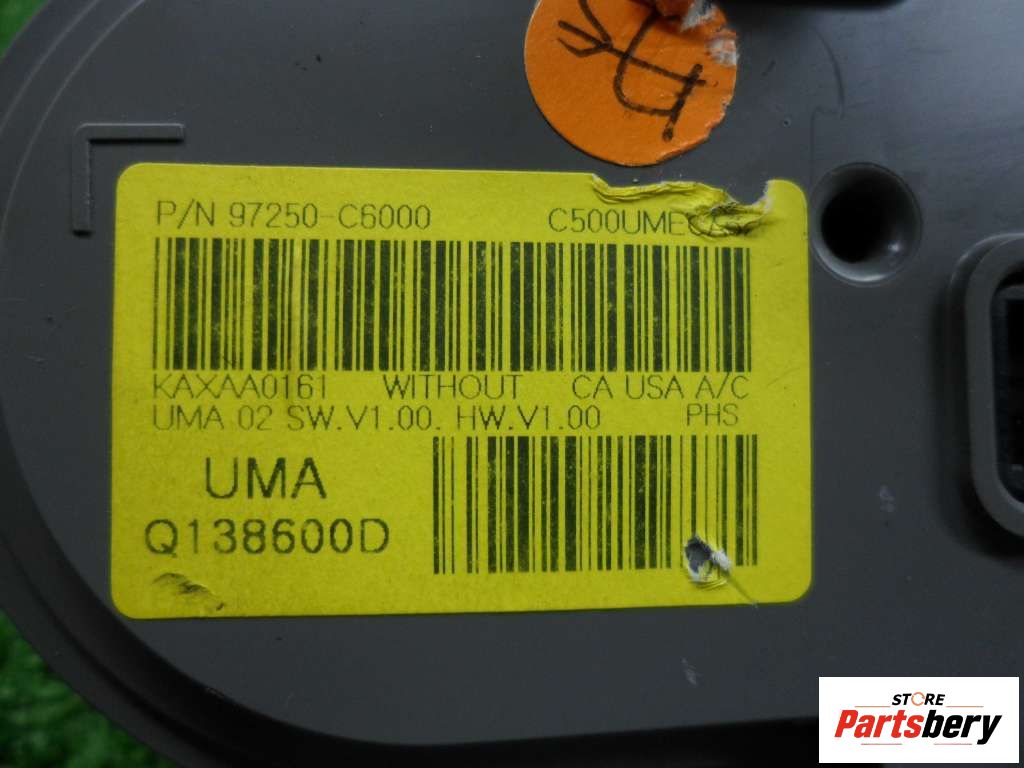 P/N 97250-C6000
KAXAA0161 WITHOUT CA USA A/C
UMA 02 SW.V1.00. HW.V1.00 PHS
UMA
Q138600D
STORE
Partsbery